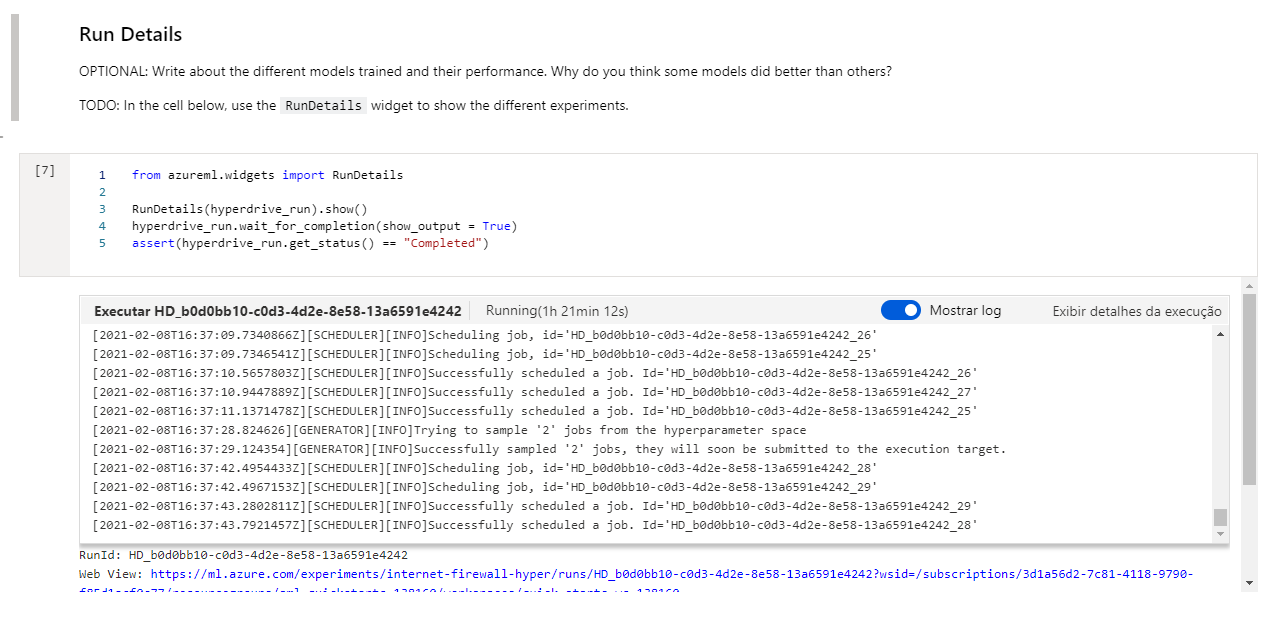 Run Details
OPTIONAL: Write about the different models trained and their performance. Why do you think some models did better than others?
TODO: In the cell below, use the RunDetails widget to show the different experiments.
[7]
1 from azureml.widgets import RunDetails
2
3 RunDetails(hyperdrive_run).show()
4 hyperdrive_run.wait_for_completion(show_output = True)
5 assert(hyperdrive_run.get_status() == "Completed")
Executar HD_b0d0bb10-c0d3-4d2e-8e58-13a6591e4242 Running(1h 21min 12s) Mostrar log Exibir detalhes da execução
[2021-02-08T16:37:09.7340866Z][SCHEDULER][INFO]Scheduling job, id='HD_b0d0bb10-c0d3-4d2e-8e58-13a6591e4242_26'
[2021-02-08T16:37:09.7346541Z][SCHEDULER][INFO]Scheduling job, id='HD_b0d0bb10-c0d3-4d2e-8e58-13a6591e4242_25'
[2021-02-08T16:37:10.5657803Z][SCHEDULER][INFO]Successfully scheduled a job. Id='HD_b0d0bb10-c0d3-4d2e-8e58-13a6591e4242_26'
[2021-02-08T16:37:10.9447889Z][SCHEDULER][INFO]Successfully scheduled a job. Id='HD_b0d0bb10-c0d3-4d2e-8e58-13a6591e4242_27'
[2021-02-08T16:37:11.1371478Z][SCHEDULER][INFO]Successfully scheduled a job. Id='HD_b0d0bb10-c0d3-4d2e-8e58-13a6591e4242_25'
[2021-02-08T16:37:28.824626][GENERATOR][INFO]Trying to sample '2' jobs from the hyperparameter space
[2021-02-08T16:37:29.124354][GENERATOR][INFO]Successfully sampled '2' jobs, they will soon be submitted to the execution target.
[2021-02-08T16:37:42.4954433Z][SCHEDULER][INFO]Scheduling job, id='HD_b0d0bb10-c0d3-4d2e-8e58-13a6591e4242_28'
[2021-02-08T16:37:42.4967153Z][SCHEDULER][INFO]Scheduling job, id='HD_b0d0bb10-c0d3-4d2e-8e58-13a6591e4242_29'
[2021-02-08T16:37:43.2802811Z][SCHEDULER][INFO]Successfully scheduled a job. Id='HD_b0d0bb10-c0d3-4d2e-8e58-13a6591e4242_29'
[2021-02-08T16:37:43.7921457Z][SCHEDULER][INFO]Successfully scheduled a job. Id='HD_b0d0bb10-c0d3-4d2e-8e58-13a6591e4242_28'
RunId: HD_b0d0bb10-c0d3-4d2e-8e58-13a6591e4242
Web View: https://ml.azure.com/experiments/internet-firewall-hyper/runs/HD_b0d0bb10-c0d3-4d2e-8e58-13a6591e4242?wsid=/subscriptions/3d1a56d2-7c81-4118-9790-